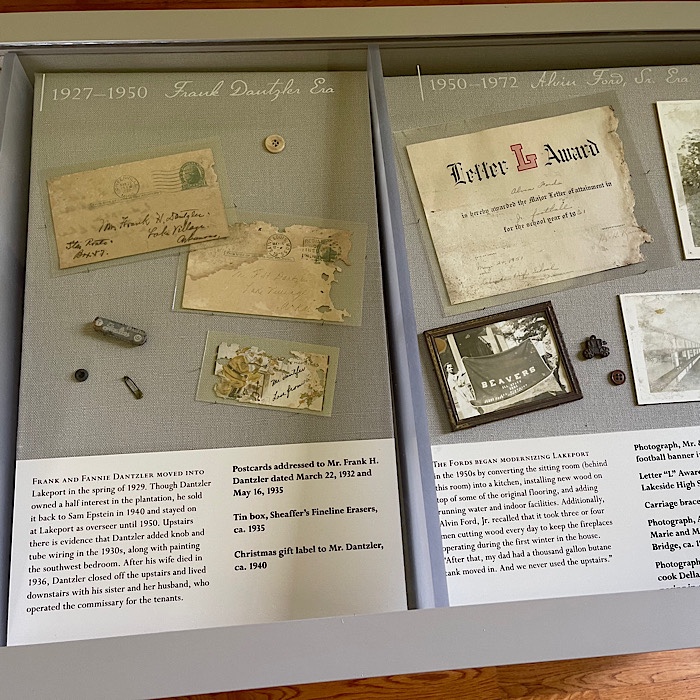 1927–1950 Frank Dantzler Era
Mr. Frank H. Dantzler
Lake Village
Arkansas
Star Route
Box 57.
FRANK AND FANNIE DANTZLER MOVED INTO
Lakeport in the spring of 1929. Though Dantzler
owned a half interest in the plantation, he sold
it back to Sam Epstein in 1940 and stayed on
at Lakeport as overseer until 1950. Upstairs
there is evidence that Dantzler added knob and
tube wiring in the 1930s, along with painting
the southwest bedroom. After his wife died in
1936, Dantzler closed off the upstairs and lived
downstairs with his sister and her husband, who
operated the commissary for the tenants.
Postcards addressed to Mr. Frank H.
Dantzler dated March 22, 1932 and
May 16, 1935
Tin box, Sheaffer's Fineline Erasers,
ca. 1935
Christmas gift label to Mr. Dantzler,
ca. 1940
1950–1972 Alvin Ford, Sr. Era
Letter L Award
is hereby awarded the Major Letter of attainment in
football
for the school year of 1951
BEAVERS
THE FORDS BEGAN MODERNIZING LAKEPORT
in the 1950s by converting the sitting room (behind
this room) into a kitchen, installing new wood on
top of some of the original flooring, and adding
running water and indoor facilities. Additionally,
Alvin Ford, Jr. recalled that it took three or four
men cutting wood every day to keep the fireplaces
operating during the first winter in the house.
"After that, my dad had a thousand gallon butane
tank moved in. And we never used the upstairs."
Photograph, Mr. &
football banner i
Letter "L" Awa
Lakeside High S
Carriage brace
Photograph, A
Marie and M
Bridge, ca. 1
Photograp
cook Della